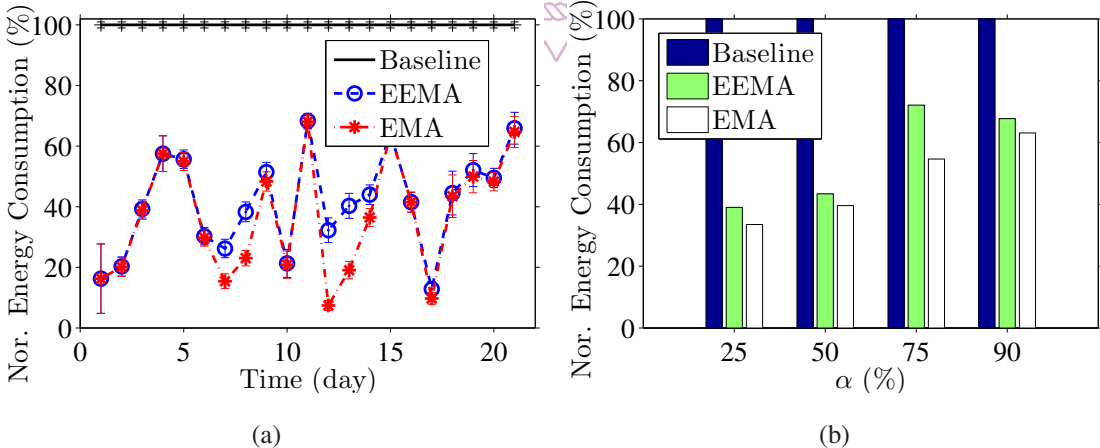 Nor. Energy Consumption (%)
100
80
60
40
20
0
Baseline
EEMA
EMA
0 5 10 15 20
Time (day)
(a)
Nor. Energy Consumption (%)
100
80
60
40
20
0
Baseline
EEMA
EMA
25 50 75 90
α (%)
(b)